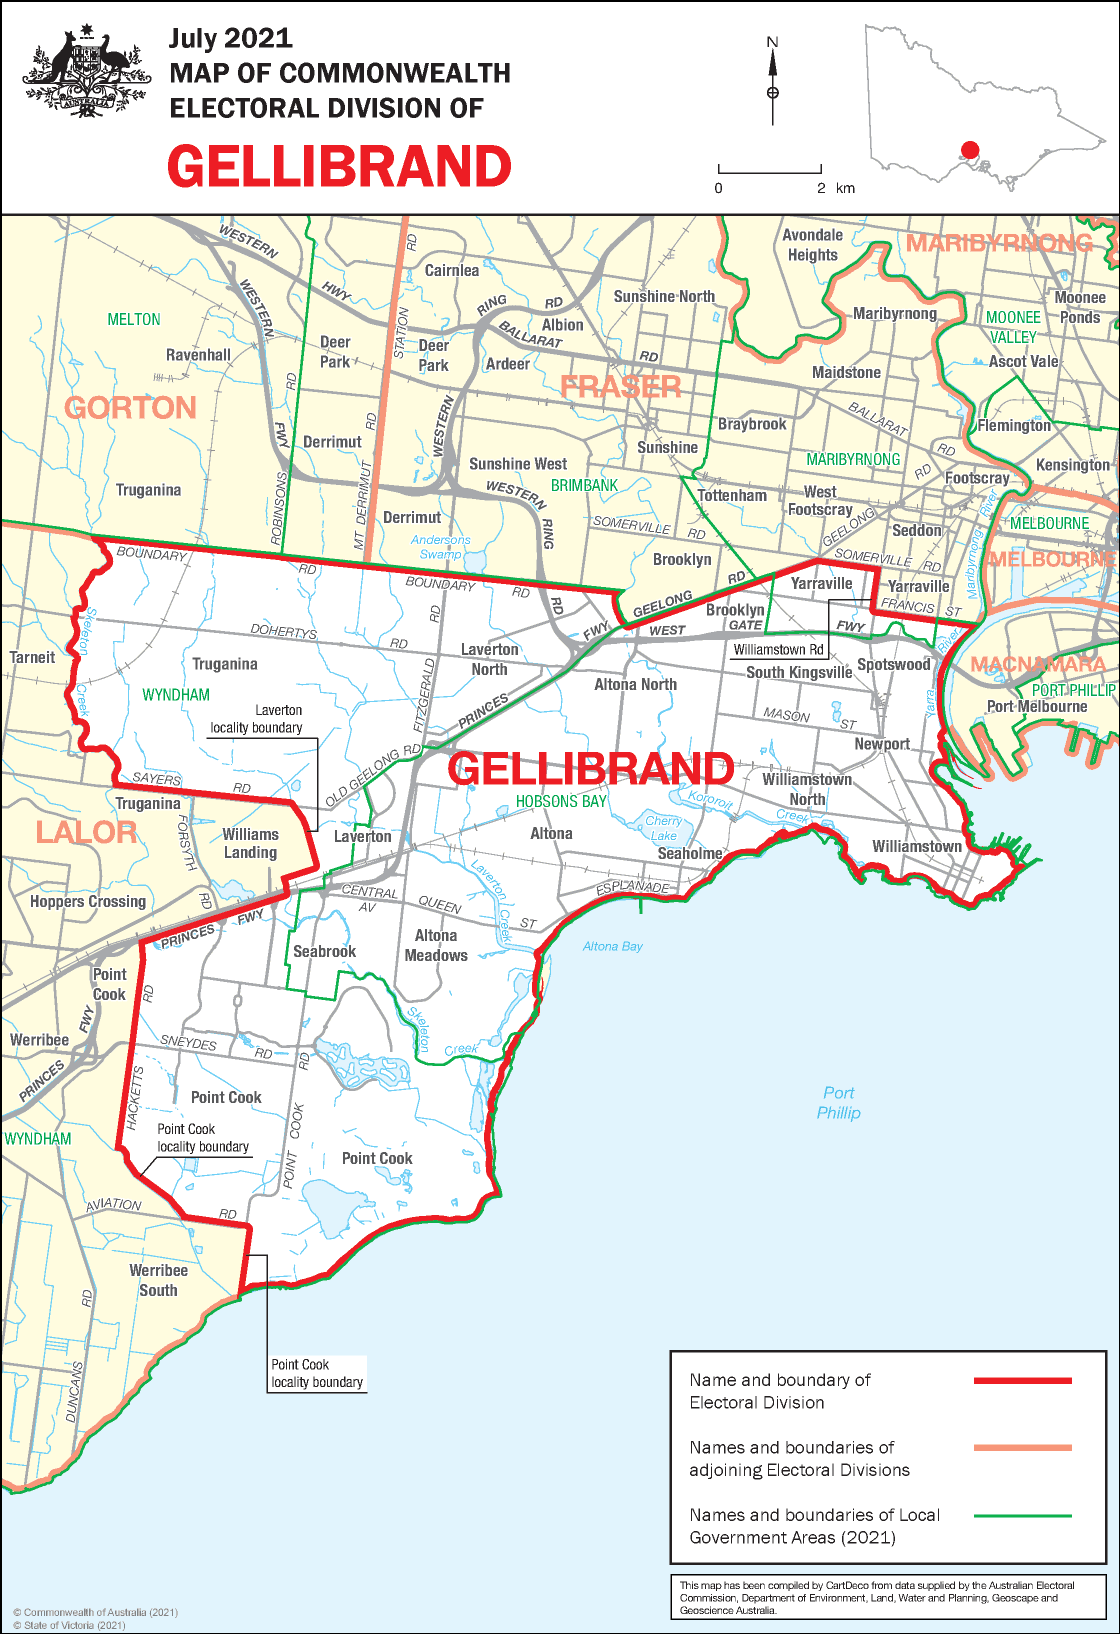 July 2021
MAP OF COMMONWEALTH
ELECTORAL DIVISION OF
GELLIBRAND
AUSTRALIA
N
0 2 km
WESTERN
HWY
WESTERN
FWY
MELTON
Ravenhall
GORTON
Truganina
Deer
Park
Derrimut
ROBINSONS
RD
STATION
RD
MT DERRIMUT
RD
Cairnlea
Deer
Park
RING
RD
Albion
BALLARAT
RD
Ardeer
WESTERN
Sunshine North
FRASER
Sunshine West
Sunshine
BRIMBANK
WESTERN
RING
RD
Derrimut
Andersons
Swamp
SOMERVILLE
RD
Brooklyn
Avondale
Heights
MARIBYRNONG
Maribyrnong
MOONEE
VALLEY
Moonee
Ponds
Ascot Vale
Maidstone
Braybrook
BALLARAT
RD
Flemington
MARIBYRNONG
Kensington
Footscray
Tottenham
West
Footscray
GEELONG
RD
Seddon
SOMERVILLE RD
Maribyrnong River
MELBOURNE
MELBOURNE
BOUNDARY
RD
BOUNDARY
RD
GEELONG
RD
Yarraville
Yarraville
FRANCIS ST
Brooklyn
GATE
WEST
FWY
FWY
Williamstown Rd
Skeleton
Creek
Tarneit
DOHERTYS
RD
Truganina
WYNDHAM
Laverton
locality boundary
FITZGERALD
RD
Laverton
North
PRINCES
OLD GEELONG RD
Altona North
South Kingsville
Spotswood
MACNAMARA
PORT PHILLIP
Port Melbourne
Yarra
River
MASON
ST
Newport
GELLIBRAND
HOBSONS BAY
Williamstown
North
SAYERS
RD
Truganina
LALOR
FORSYTH
RD
Williams
Landing
Laverton
Altona
Cherry
Lake
Kororoit
Creek
Seaholme
Williamstown
Hoppers Crossing
PRINCES
FWY
CENTRAL
AV
QUEEN
ST
Laverton
Creek
ESPLANADE
Altona Bay
Seabrook
Altona
Meadows
Point
Cook
HACKETTS
RD
Werribee
PRINCES
FWY
SNEYDES
RD
Skeleton
Creek
Point Cook
POINT COOK
RD
Port
Phillip
WYNDHAM
Point Cook
locality boundary
Point Cook
AVIATION
RD
Werribee
South
DUNCANS
RD
Point Cook
locality boundary
Name and boundary of
Electoral Division
Names and boundaries of
adjoining Electoral Divisions
Names and boundaries of Local
Government Areas (2021)
This map has been compiled by CartDeco from data supplied by the Australian Electoral
Commission, Department of Environment, Land, Water and Planning, Geoscape and
Geoscience Australia.
© Commonwealth of Australia (2021)
© State of Victoria (2021)